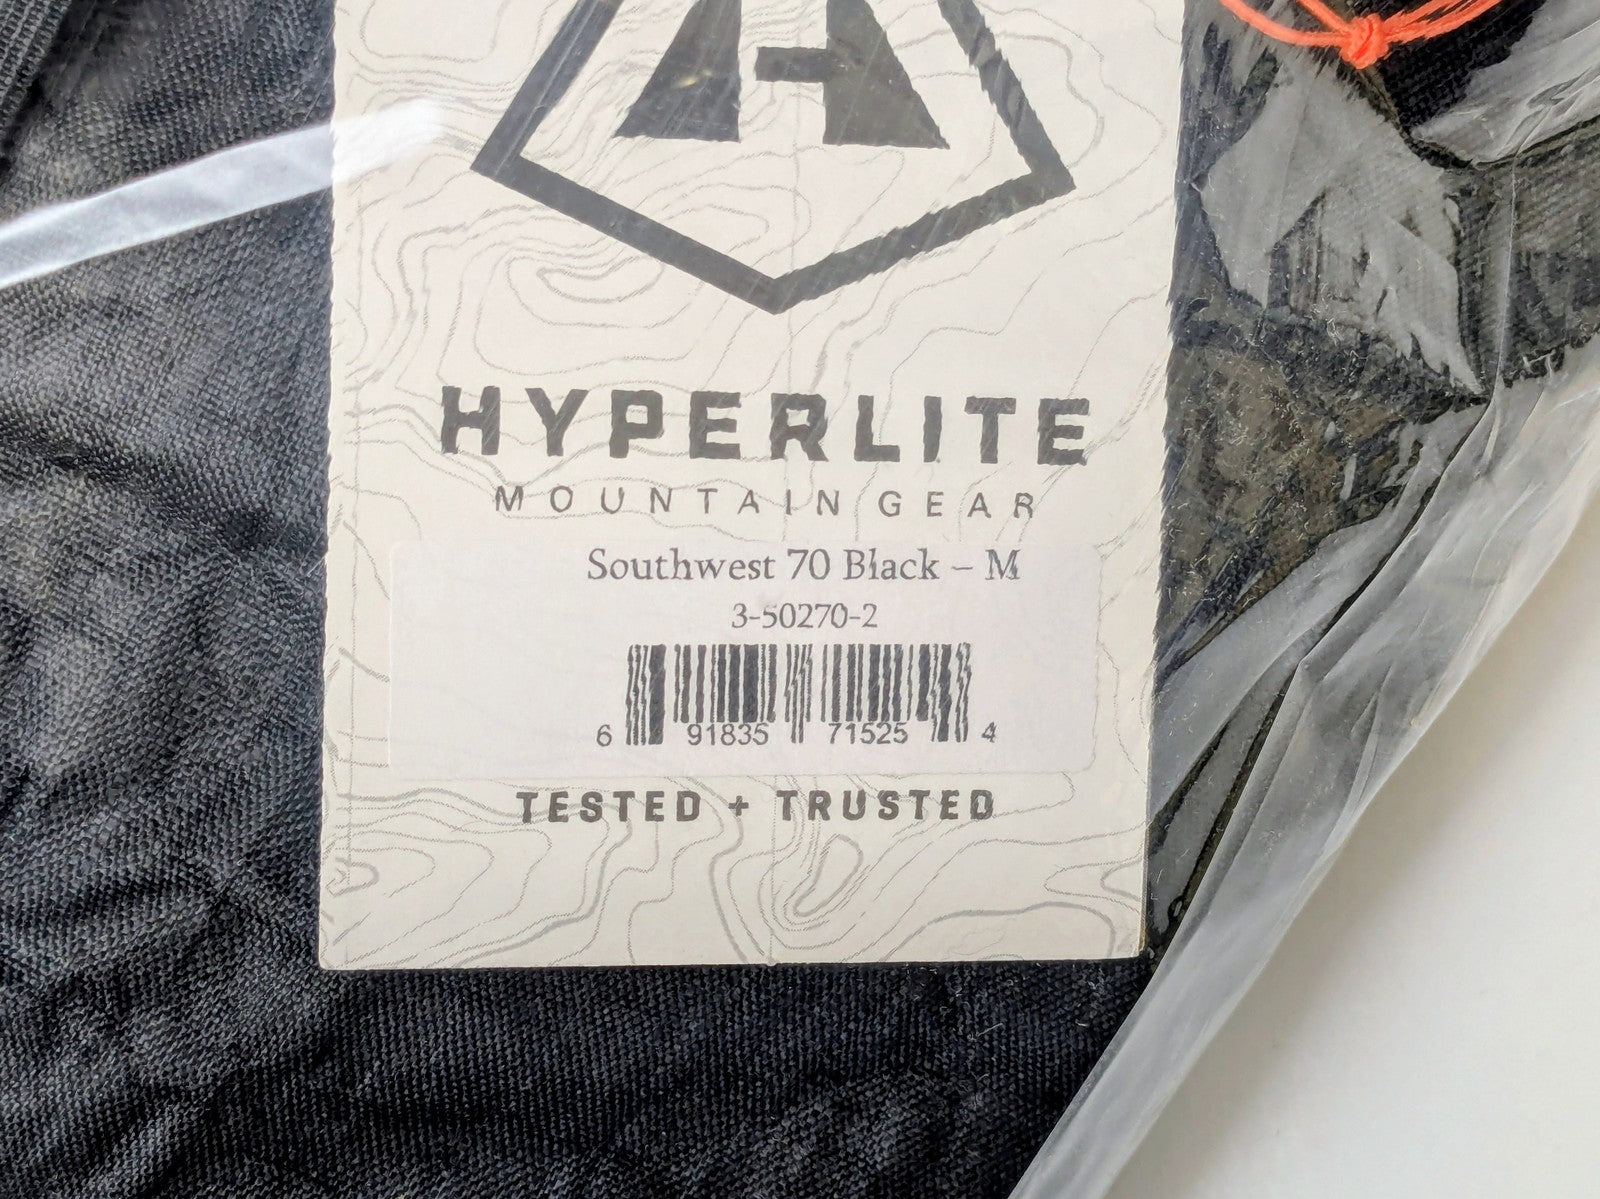 HYPERLITE
MOUNTAIN GEAR
Southwest 70 Black – M
3-50270-2
6 91835 71525 4
TESTED + TRUSTED